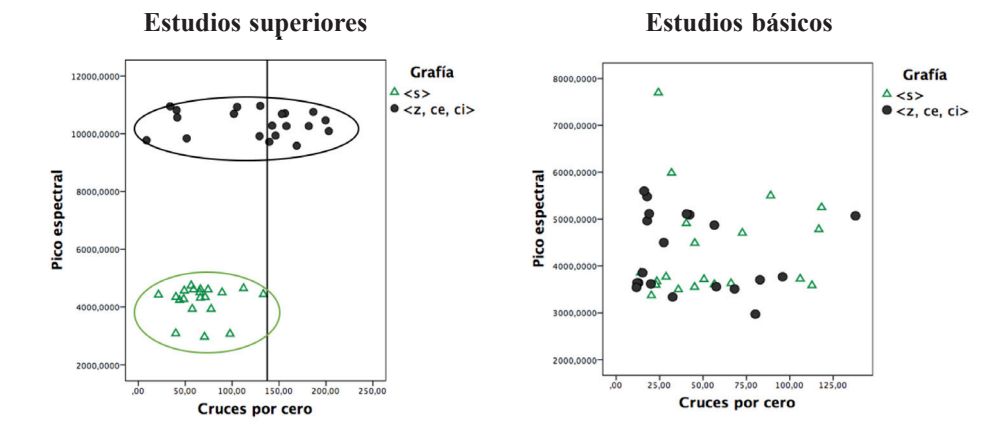 Estudios superiores
Estudios básicos
12000,0000
10000,0000
8000,0000
6000,0000
4000,0000
2000,0000
Pico espectral
,00
50,00
100,00
150,00
200,00
250,00
Cruces por cero
Grafía
<s>
<z, ce, ci>
8000,0000
7000,0000
6000,0000
5000,0000
4000,0000
3000,0000
2000,0000
Pico espectral
,00
25,00
50,00
75,00
100,00
125,00
Cruces por cero
Grafía
<s>
<z, ce, ci>